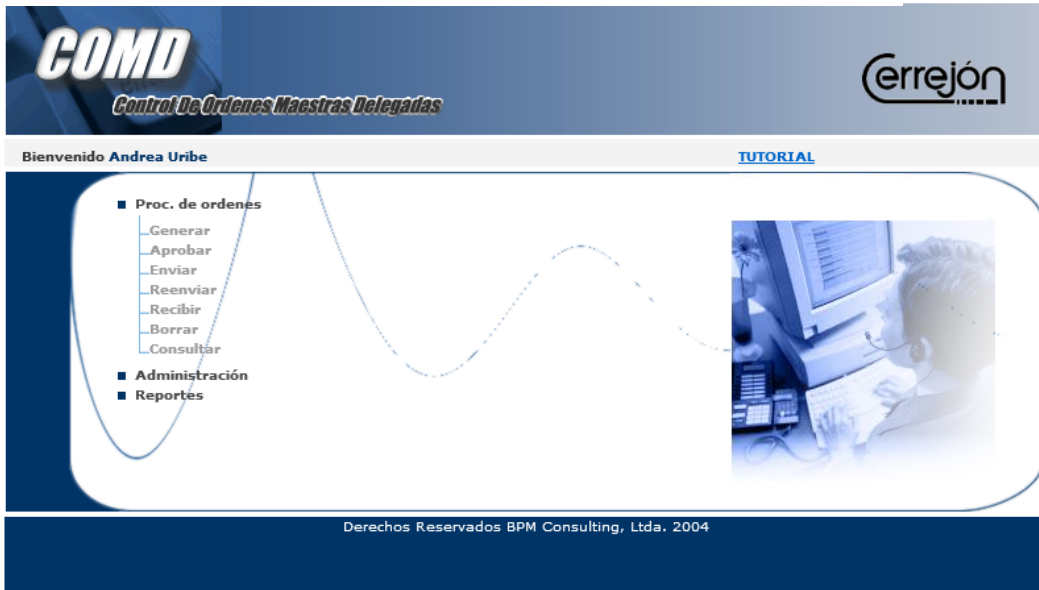 COMD
Control De Ordenes Maestras Delegadas
Cerrejón
Bienvenido Andrea Uribe
TUTORIAL
Proc. de ordenes
Generar
Aprobar
Enviar
Reenviar
Recibir
Borrar
Consultar
Administración
Reportes
Derechos Reservados BPM Consulting, Ltda. 2004